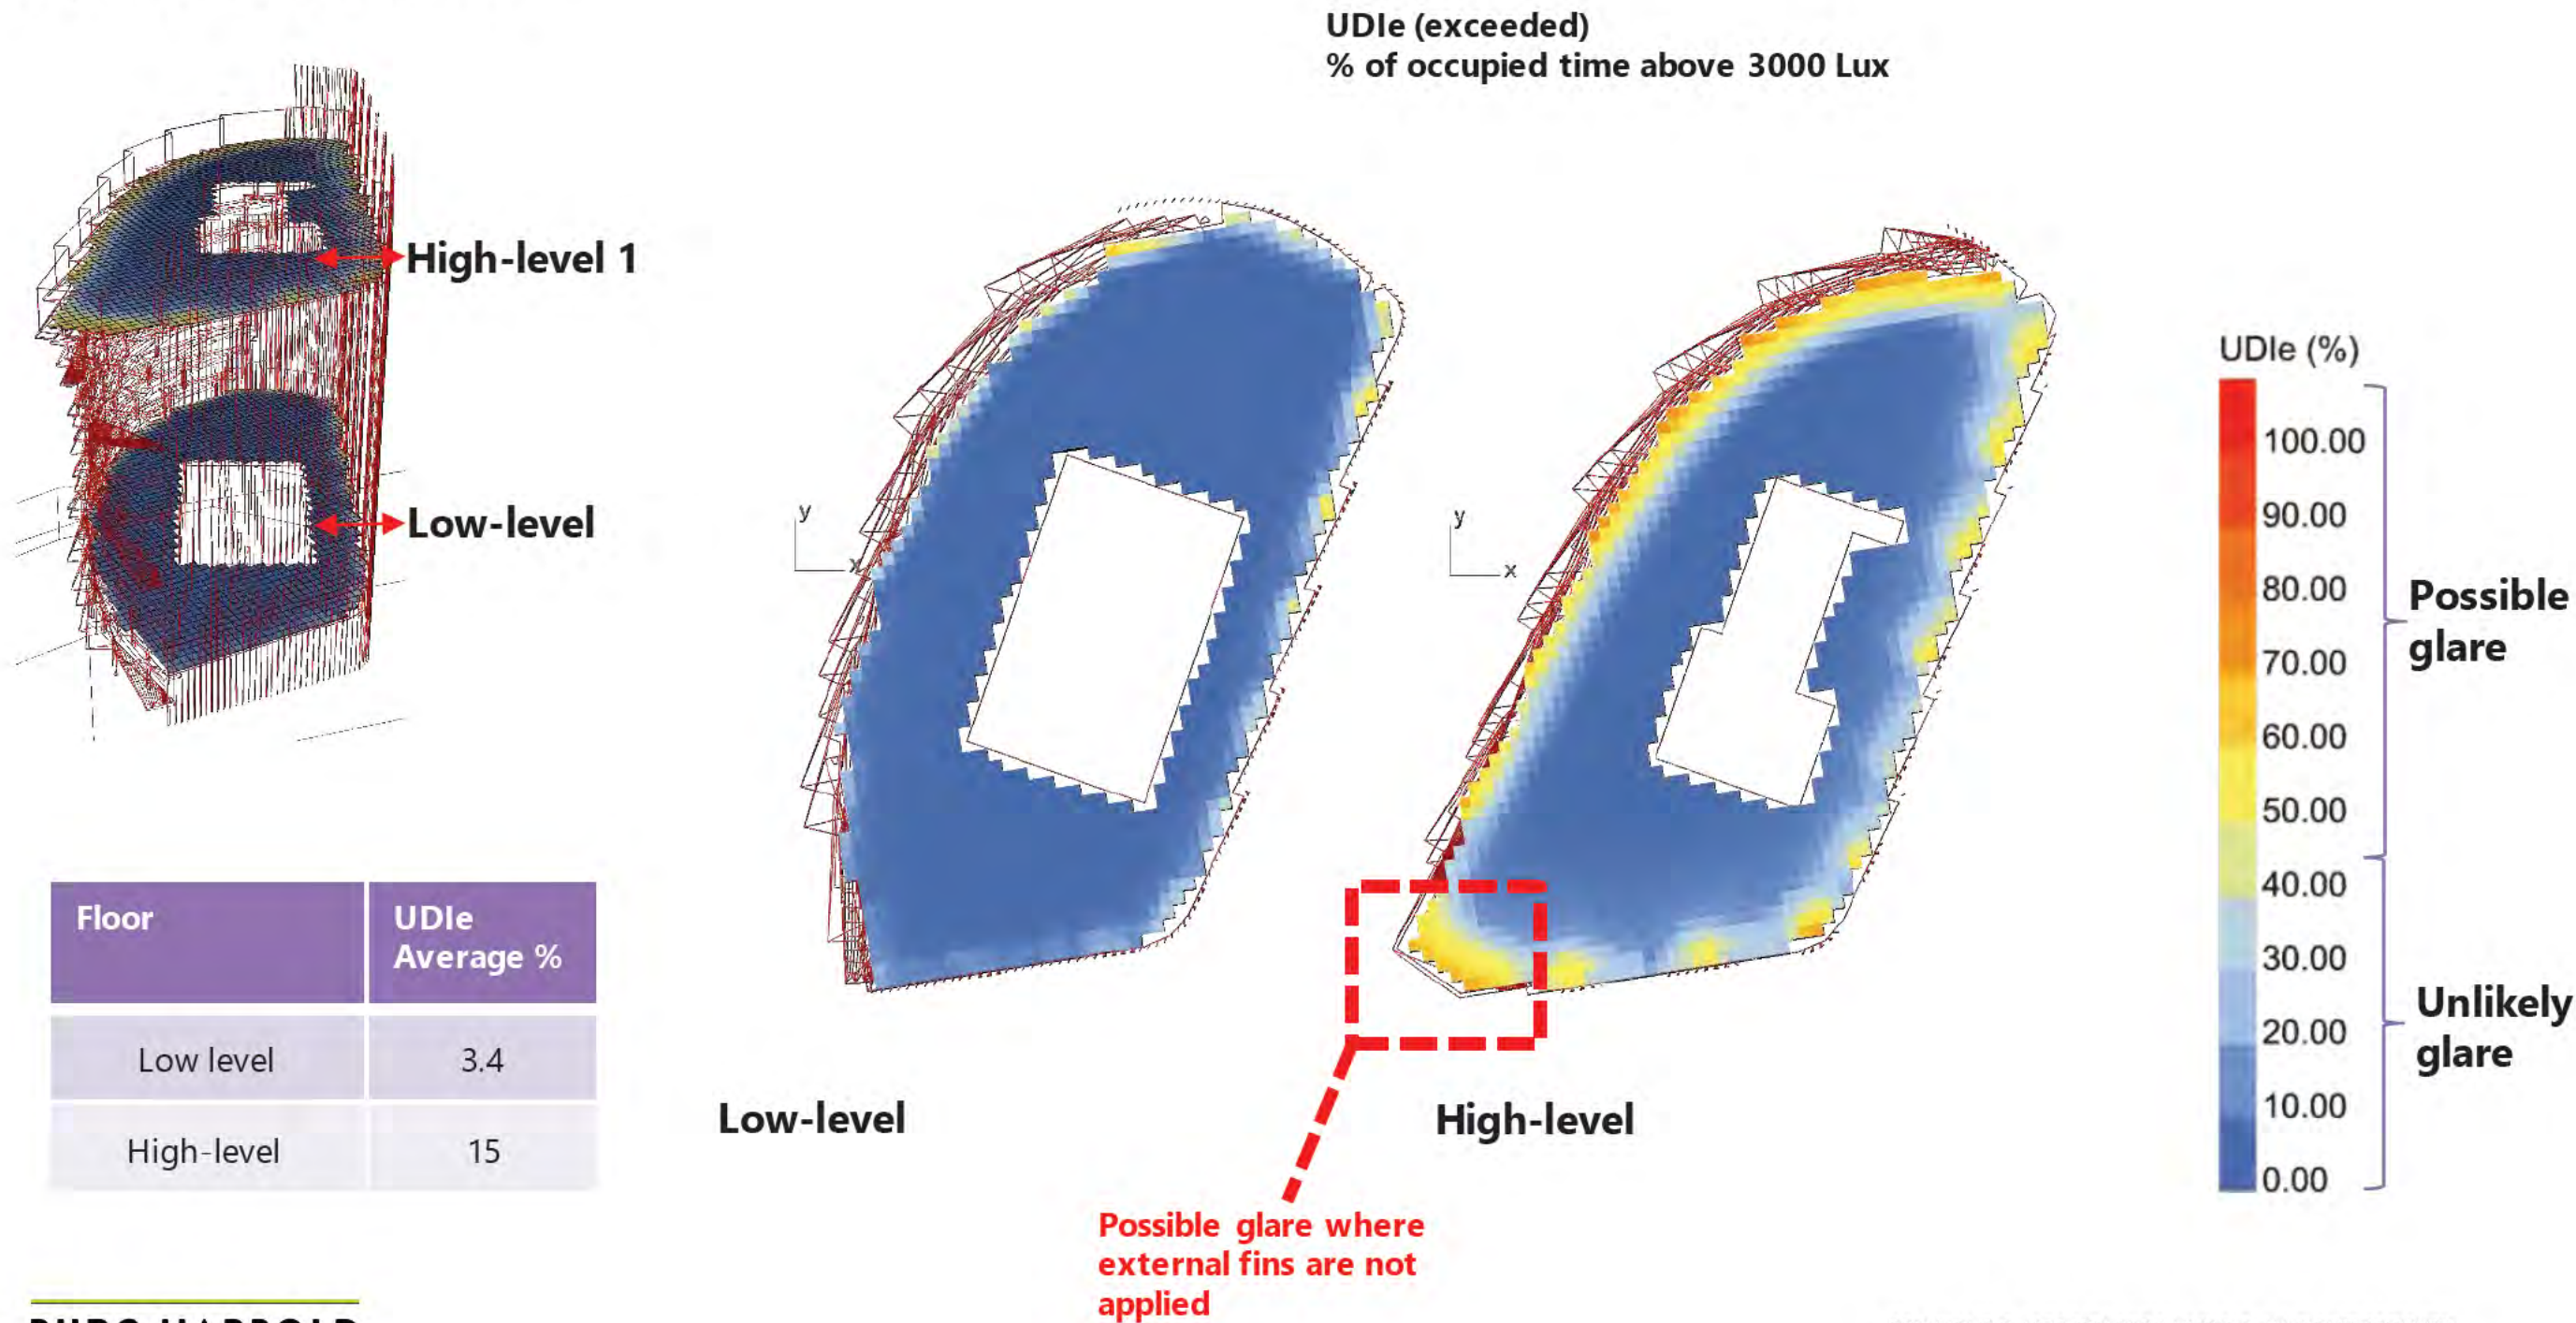 UDIe (exceeded)
% of occupied time above 3000 Lux
High-level 1
Low-level
y
x
y
x
UDIe (%)
100.00
90.00
80.00
70.00
60.00
50.00
40.00
30.00
20.00
10.00
0.00
Possible
glare
Unlikely
glare
Floor
UDIe
Average %
Low level
3.4
High-level
15
Low-level
High-level
Possible glare where
external fins are not
applied